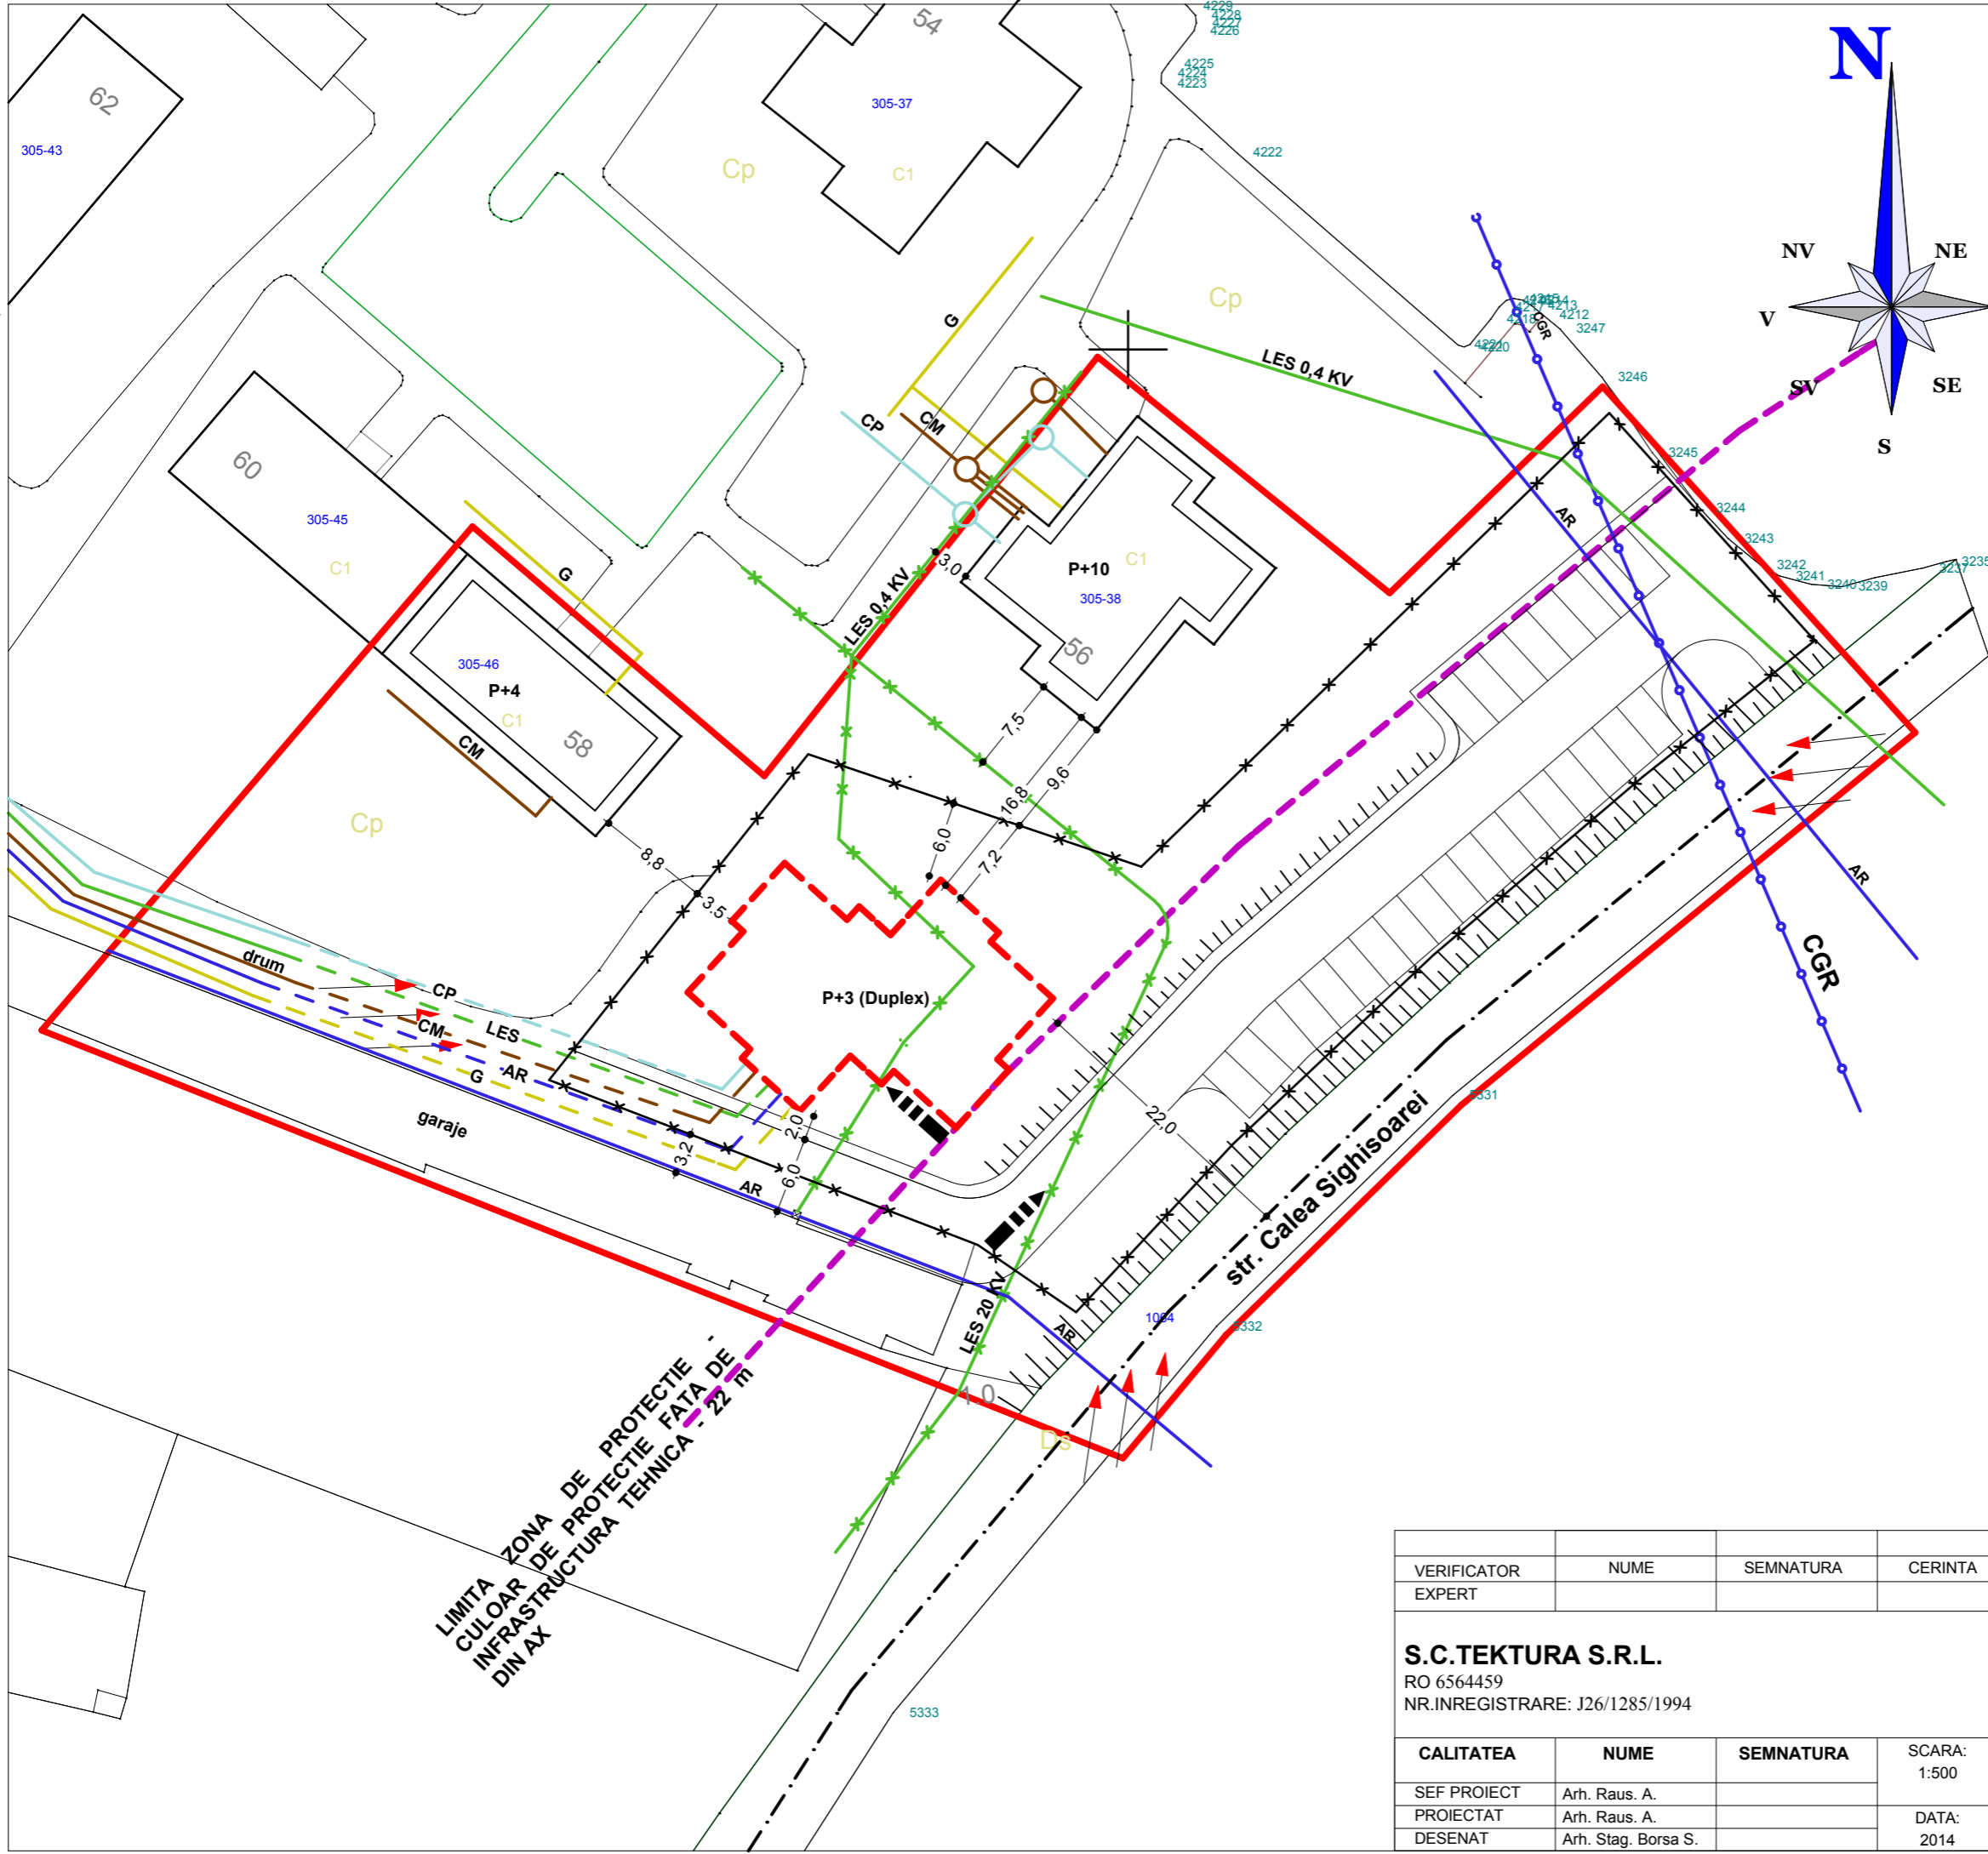 54
4229
4228
4227
4226
4225
4224
4223
4222
N
NV
NE
V
SV
SE
S
62
305-43
305-37
Cp
C1
Cp
G
LES 0,4 KV
CGR
4214
4213
4212
3247
4218
4220
3246
3245
3244
3243
3242
3241
3240
3239
3237
3235
CP
CM
AR
60
305-45
C1
G
3,0
P+10
C1
305-38
56
LES 0,4 KV
305-46
P+4
C1
58
CM
7,5
9,6
16,8
6,0
7,2
Cp
8,8
3.5
drum
CP
CM
LES
AR
G
P+3 (Duplex)
AR
CGR
garaje
3,2
2,0
6,0
AR
22,0
5331
str. Calea Sighisoarei
LES 20 KV
AR
1064
5332
10
Ds
LIMITA ZONA DE PROTECTIE -
CULOAR DE PROTECTIE FATA DE
INFRASTRUCTURA TEHNICA - 22 m
DIN AX
5333
VERIFICATOR NUME SEMNATURA CERINTA
EXPERT
S.C.TEKTURA S.R.L.
RO 6564459
NR.INREGISTRARE: J26/1285/1994
CALITATEA NUME SEMNATURA SCARA:
1:500
SEF PROIECT Arh. Raus. A.
PROIECTAT Arh. Raus. A. DATA:
DESENAT Arh. Stag. Borsa S. 2014